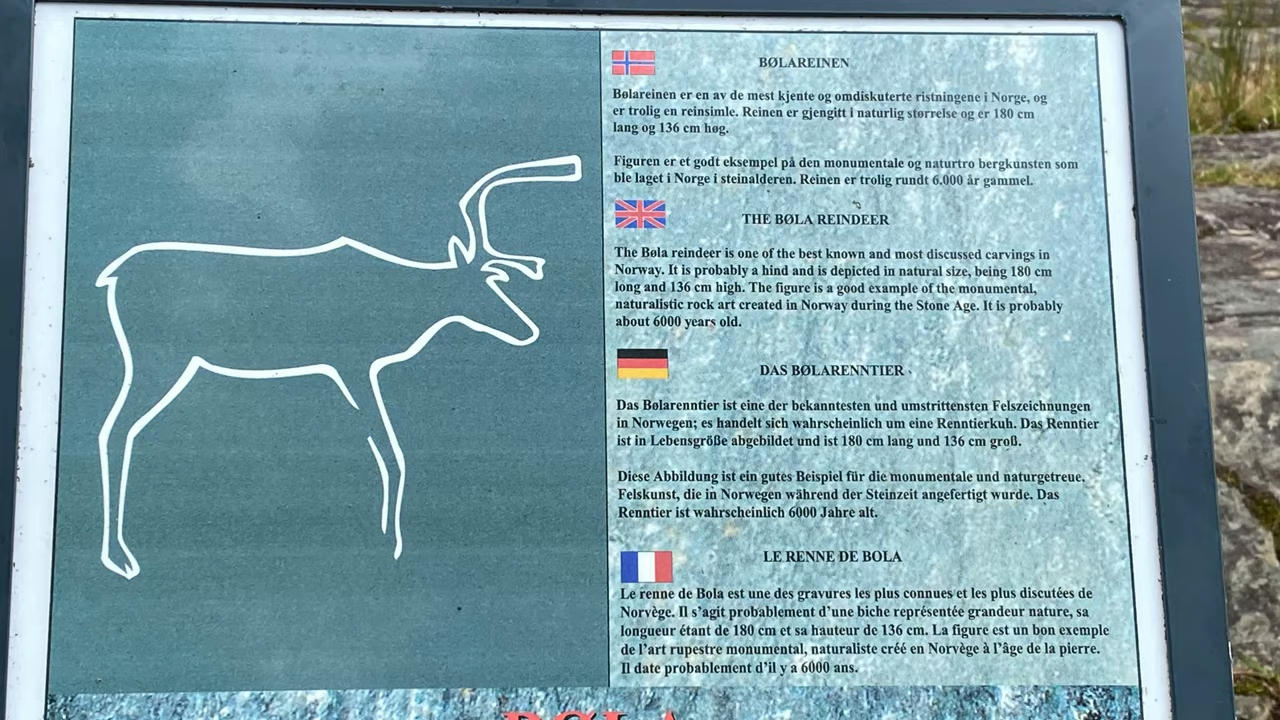 BØLAREINEN
Bølareinen er en av de mest kjente og omdiskuterte ristningene i Norge, og
er trolig en reinsimle. Reinen er gjengitt i naturlig størrelse og er 180 cm
lang og 136 cm høg.
Figuren er et godt eksempel på den monumentale og naturtro bergkunsten som
ble laget i Norge i steinalderen. Reinen er trolig rundt 6.000 år gammel.
THE BØLA REINDEER
The Bøla reindeer is one of the best known and most discussed carvings in
Norway. It is probably a hind and is depicted in natural size, being 180 cm
long and 136 cm high. The figure is a good example of the monumental,
naturalistic rock art created in Norway during the Stone Age. It is probably
about 6000 years old.
DAS BØLARENNTIER
Das Bølarenntier ist eine der bekanntesten und umstrittensten Felszeichnungen
in Norwegen; es handelt sich wahrscheinlich um eine Renntierkuh. Das Renntier
ist in Lebensgröße abgebildet und ist 180 cm lang und 136 cm groß.
Diese Abbildung ist ein gutes Beispiel für die monumentale und naturgetreue.
Felskunst, die in Norwegen während der Steinzeit angefertigt wurde. Das
Renntier ist wahrscheinlich 6000 Jahre alt.
LE RENNE DE BOLA
Le renne de Bola est une des gravures les plus connues et les plus discutées de
Norvège. Il s’agit probablement d’une biche représentée grandeur nature, sa
longueur étant de 180 cm et sa hauteur de 136 cm. La figure est un bon exemple
de l’art rupestre monumental, naturaliste créé en Norvège à l’âge de la pierre.
Il date probablement d’il y a 6000 ans.
BØLA